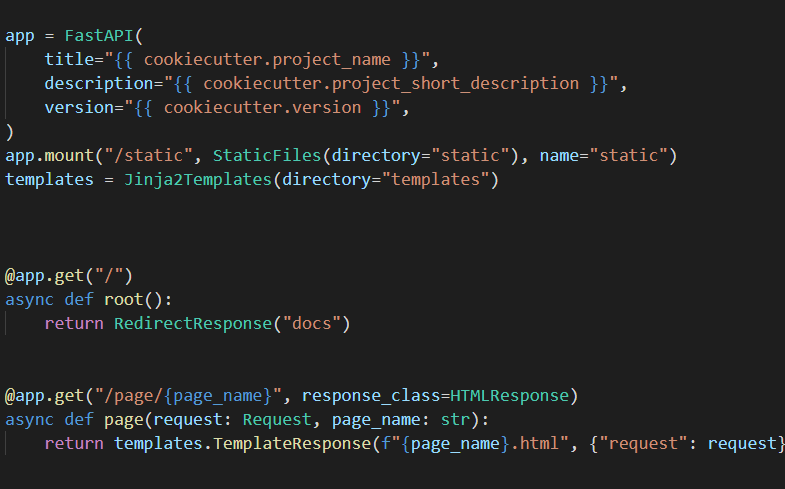 app = FastAPI(
    title="{{ cookiecutter.project_name }}",
    description="{{ cookiecutter.project_short_description }}",
    version="{{ cookiecutter.version }}",
)
app.mount("/static", StaticFiles(directory="static"), name="static")
templates = Jinja2Templates(directory="templates")
@app.get("/")
async def root():
    return RedirectResponse("docs")
@app.get("/page/{page_name}", response_class=HTMLResponse)
async def page(request: Request, page_name: str):
    return templates.TemplateResponse(f"{page_name}.html", {"request": request}